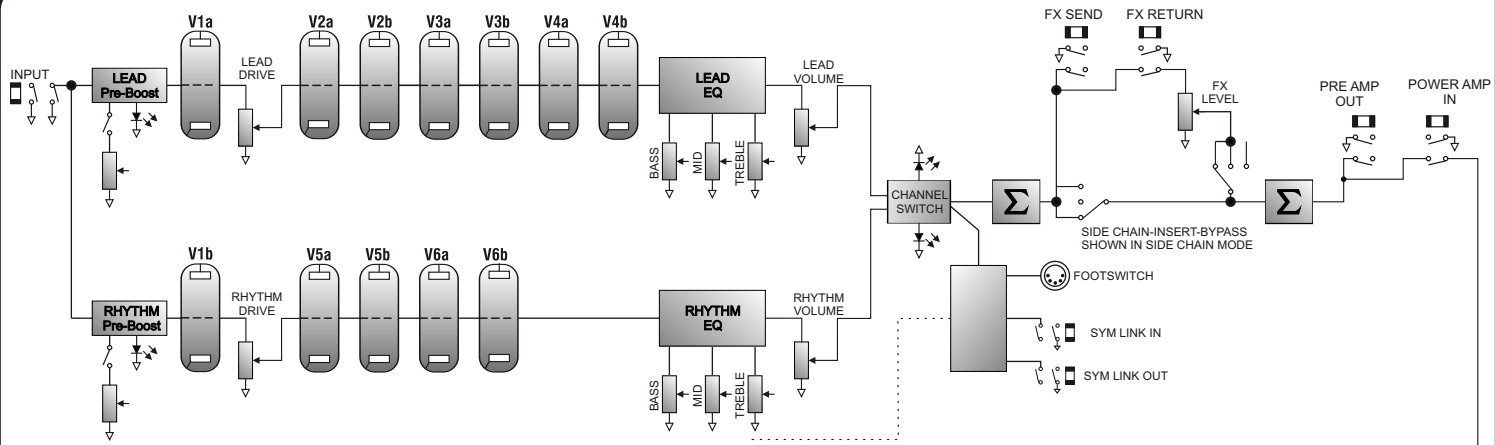 V1a
V2a
V2b
V3a
V3b
V4a
V4b
FX SEND
FX RETURN
INPUT
LEAD
Pre-Boost
LEAD
DRIVE
LEAD
EQ
LEAD
VOLUME
BASS
MID
TREBLE
FX
LEVEL
PRE AMP
OUT
POWER AMP
IN
CHANNEL
SWITCH
Σ
Σ
SIDE CHAIN-INSERT-BYPASS
SHOWN IN SIDE CHAIN MODE
V1b
V5a
V5b
V6a
V6b
RHYTHM
Pre-Boost
RHYTHM
DRIVE
RHYTHM
EQ
RHYTHM
VOLUME
BASS
MID
TREBLE
FOOTSWITCH
SYM LINK IN
SYM LINK OUT